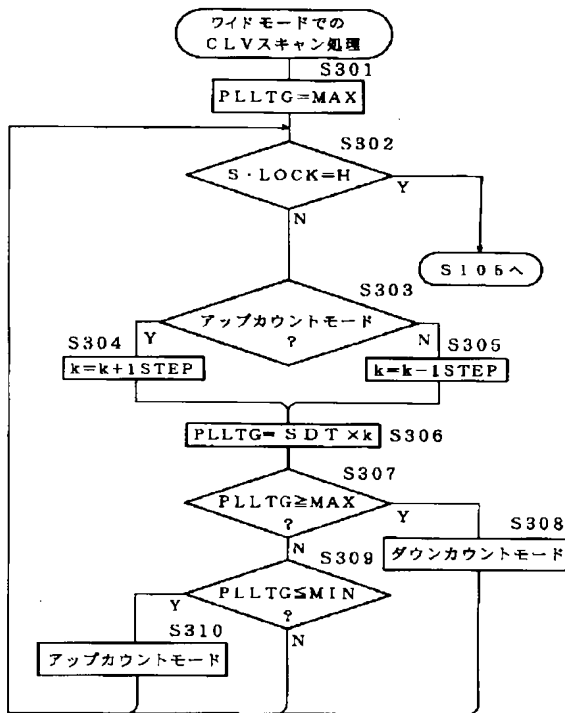 ワイドモードでの
CLVスキャン処理
S301
PLLTG=MAX
S302
S・LOCK=H
Y
N
S105へ
S303
アップカウントモード
?
Y
N
S304
k=k+1STEP
S305
k=k-1STEP
PLLTG=SDT×k
S306
S307
PLLTG≧MAX
?
Y
N
S308
ダウンカウントモード
S309
PLLTG≦MIN
?
Y
N
S310
アップカウントモード